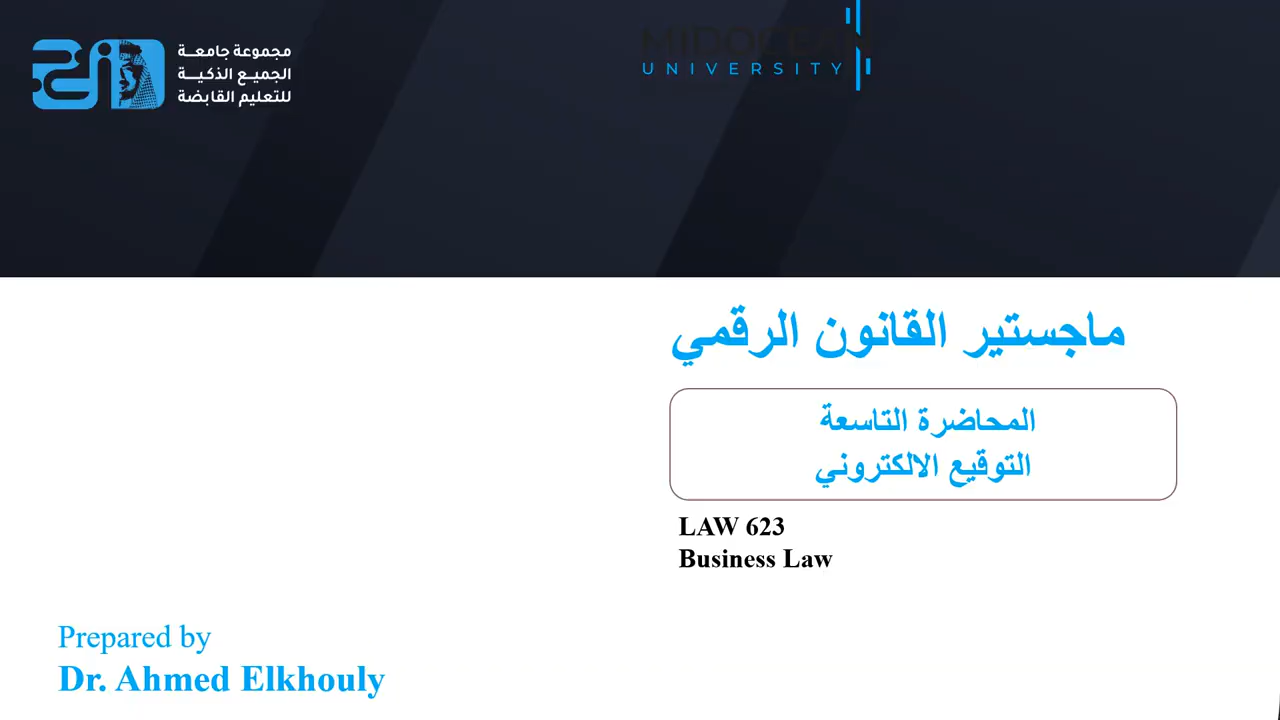 مجموعة جامعة
الجميع الذكية
للتعليم القابضة
MIDOCEAN
UNIVERSITY
ماجستير القانون الرقمي
المحاضرة التاسعة
التوقيع الالكتروني
LAW 623
Business Law
Prepared by
Dr. Ahmed Elkhouly